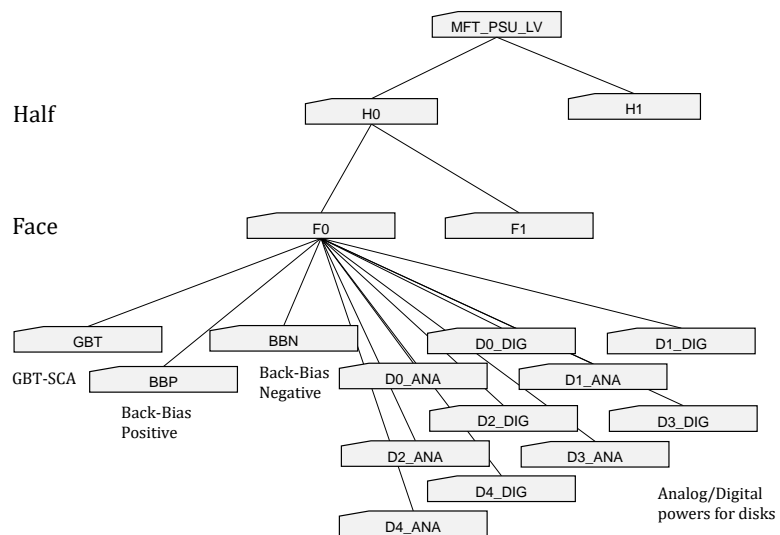 MFT_PSU_LV
Half
H0
H1
Face
F0
F1
GBT
BBN
D0_DIG
D1_DIG
GBT-SCA
BBP
Back-Bias
Negative
D0_ANA
D1_ANA
Back-Bias
Positive
D2_DIG
D3_DIG
D2_ANA
D3_ANA
D4_DIG
Analog/Digital
powers for disks
D4_ANA